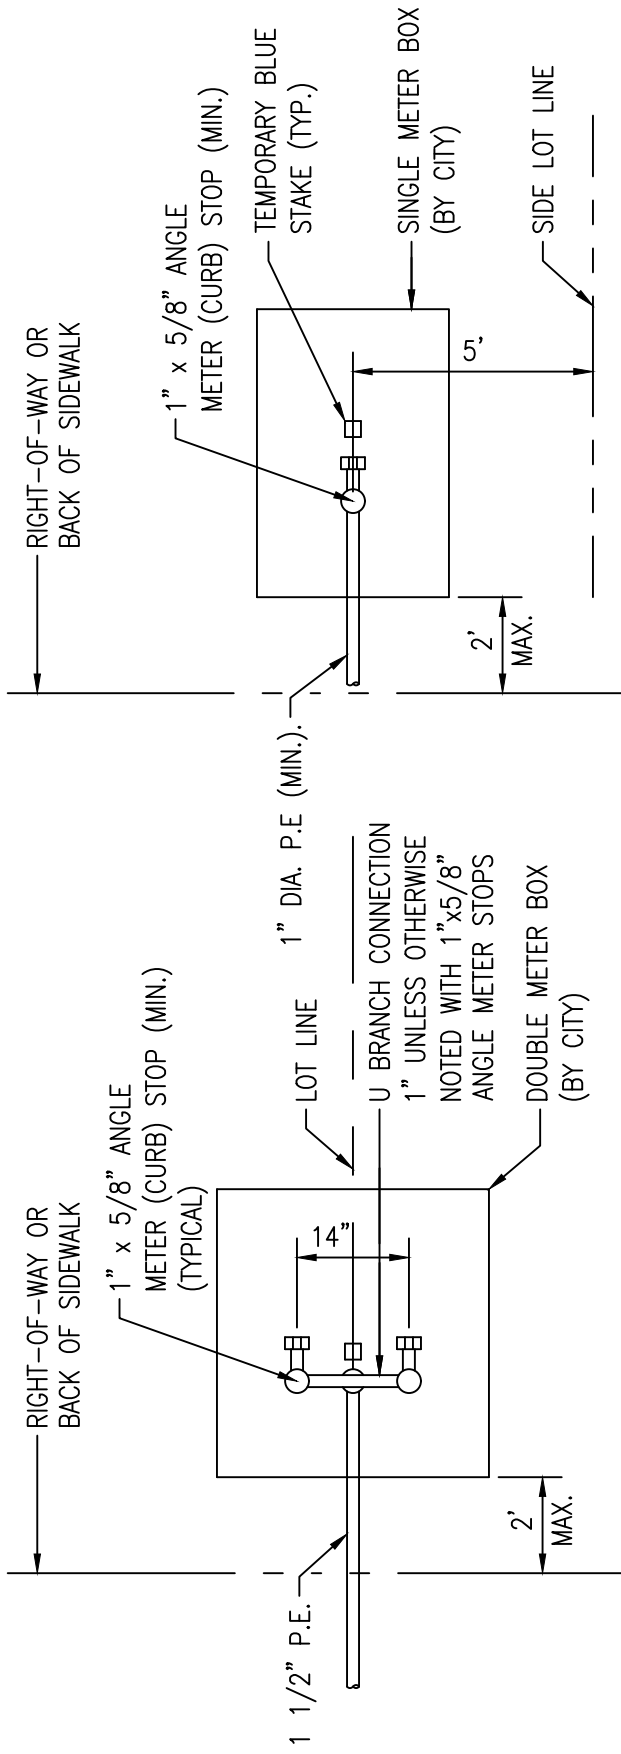 RIGHT-OF-WAY OR
BACK OF SIDEWALK
1" x 5/8" ANGLE
METER (CURB) STOP (MIN.)
(TYPICAL)
LOT LINE
U BRANCH CONNECTION
1" UNLESS OTHERWISE
NOTED WITH 1"x5/8"
ANGLE METER STOPS
DOUBLE METER BOX
(BY CITY)
14"
1 1/2" P.E.
2'
MAX.
RIGHT-OF-WAY OR
BACK OF SIDEWALK
1" x 5/8" ANGLE
METER (CURB) STOP (MIN.)
TEMPORARY BLUE
STAKE (TYP.)
SINGLE METER BOX
(BY CITY)
SIDE LOT LINE
5'
1" DIA. P.E (MIN.).
2'
MAX.